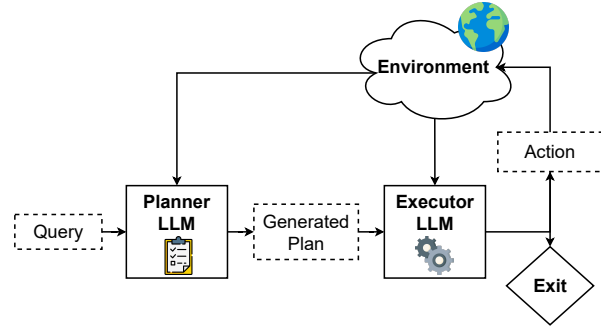 Environment
Action
Planner
LLM
Executor
LLM
Generated
Plan
Query
Exit